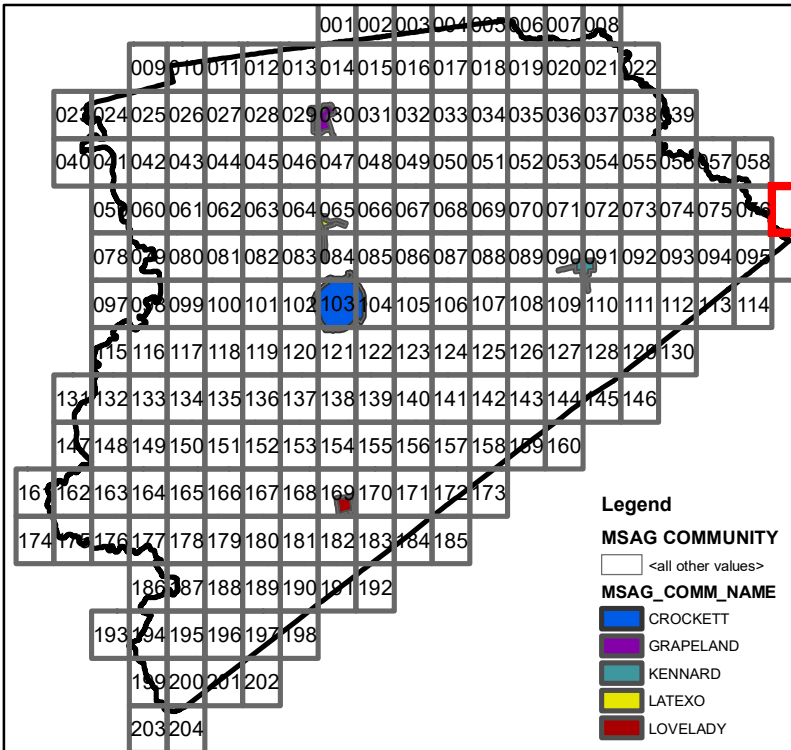 001 002 003 004 005 006 007 008
009 010 011 012 013 014 015 016 017 018 019 020 021 022
023 024 025 026 027 028 029 030 031 032 033 034 035 036 037 038 039
040 041 042 043 044 045 046 047 048 049 050 051 052 053 054 055 056 057 058
059 060 061 062 063 064 065 066 067 068 069 070 071 072 073 074 075 076
078 079 080 081 082 083 084 085 086 087 088 089 090 091 092 093 094 095
097 098 099 100 101 102 103 104 105 106 107 108 109 110 111 112 113 114
115 116 117 118 119 120 121 122 123 124 125 126 127 128 129 130
131 132 133 134 135 136 137 138 139 140 141 142 143 144 145 146
147 148 149 150 151 152 153 154 155 156 157 158 159 160
161 162 163 164 165 166 167 168 169 170 171 172 173
174 175 176 177 178 179 180 181 182 183 184 185
186 187 188 189 190 191 192
193 194 195 196 197 198
199 200 201 202
203 204
Legend
MSAG COMMUNITY
<all other values>
MSAG_COMM_NAME
CROCKETT
GRAPELAND
KENNARD
LATEXO
LOVELADY